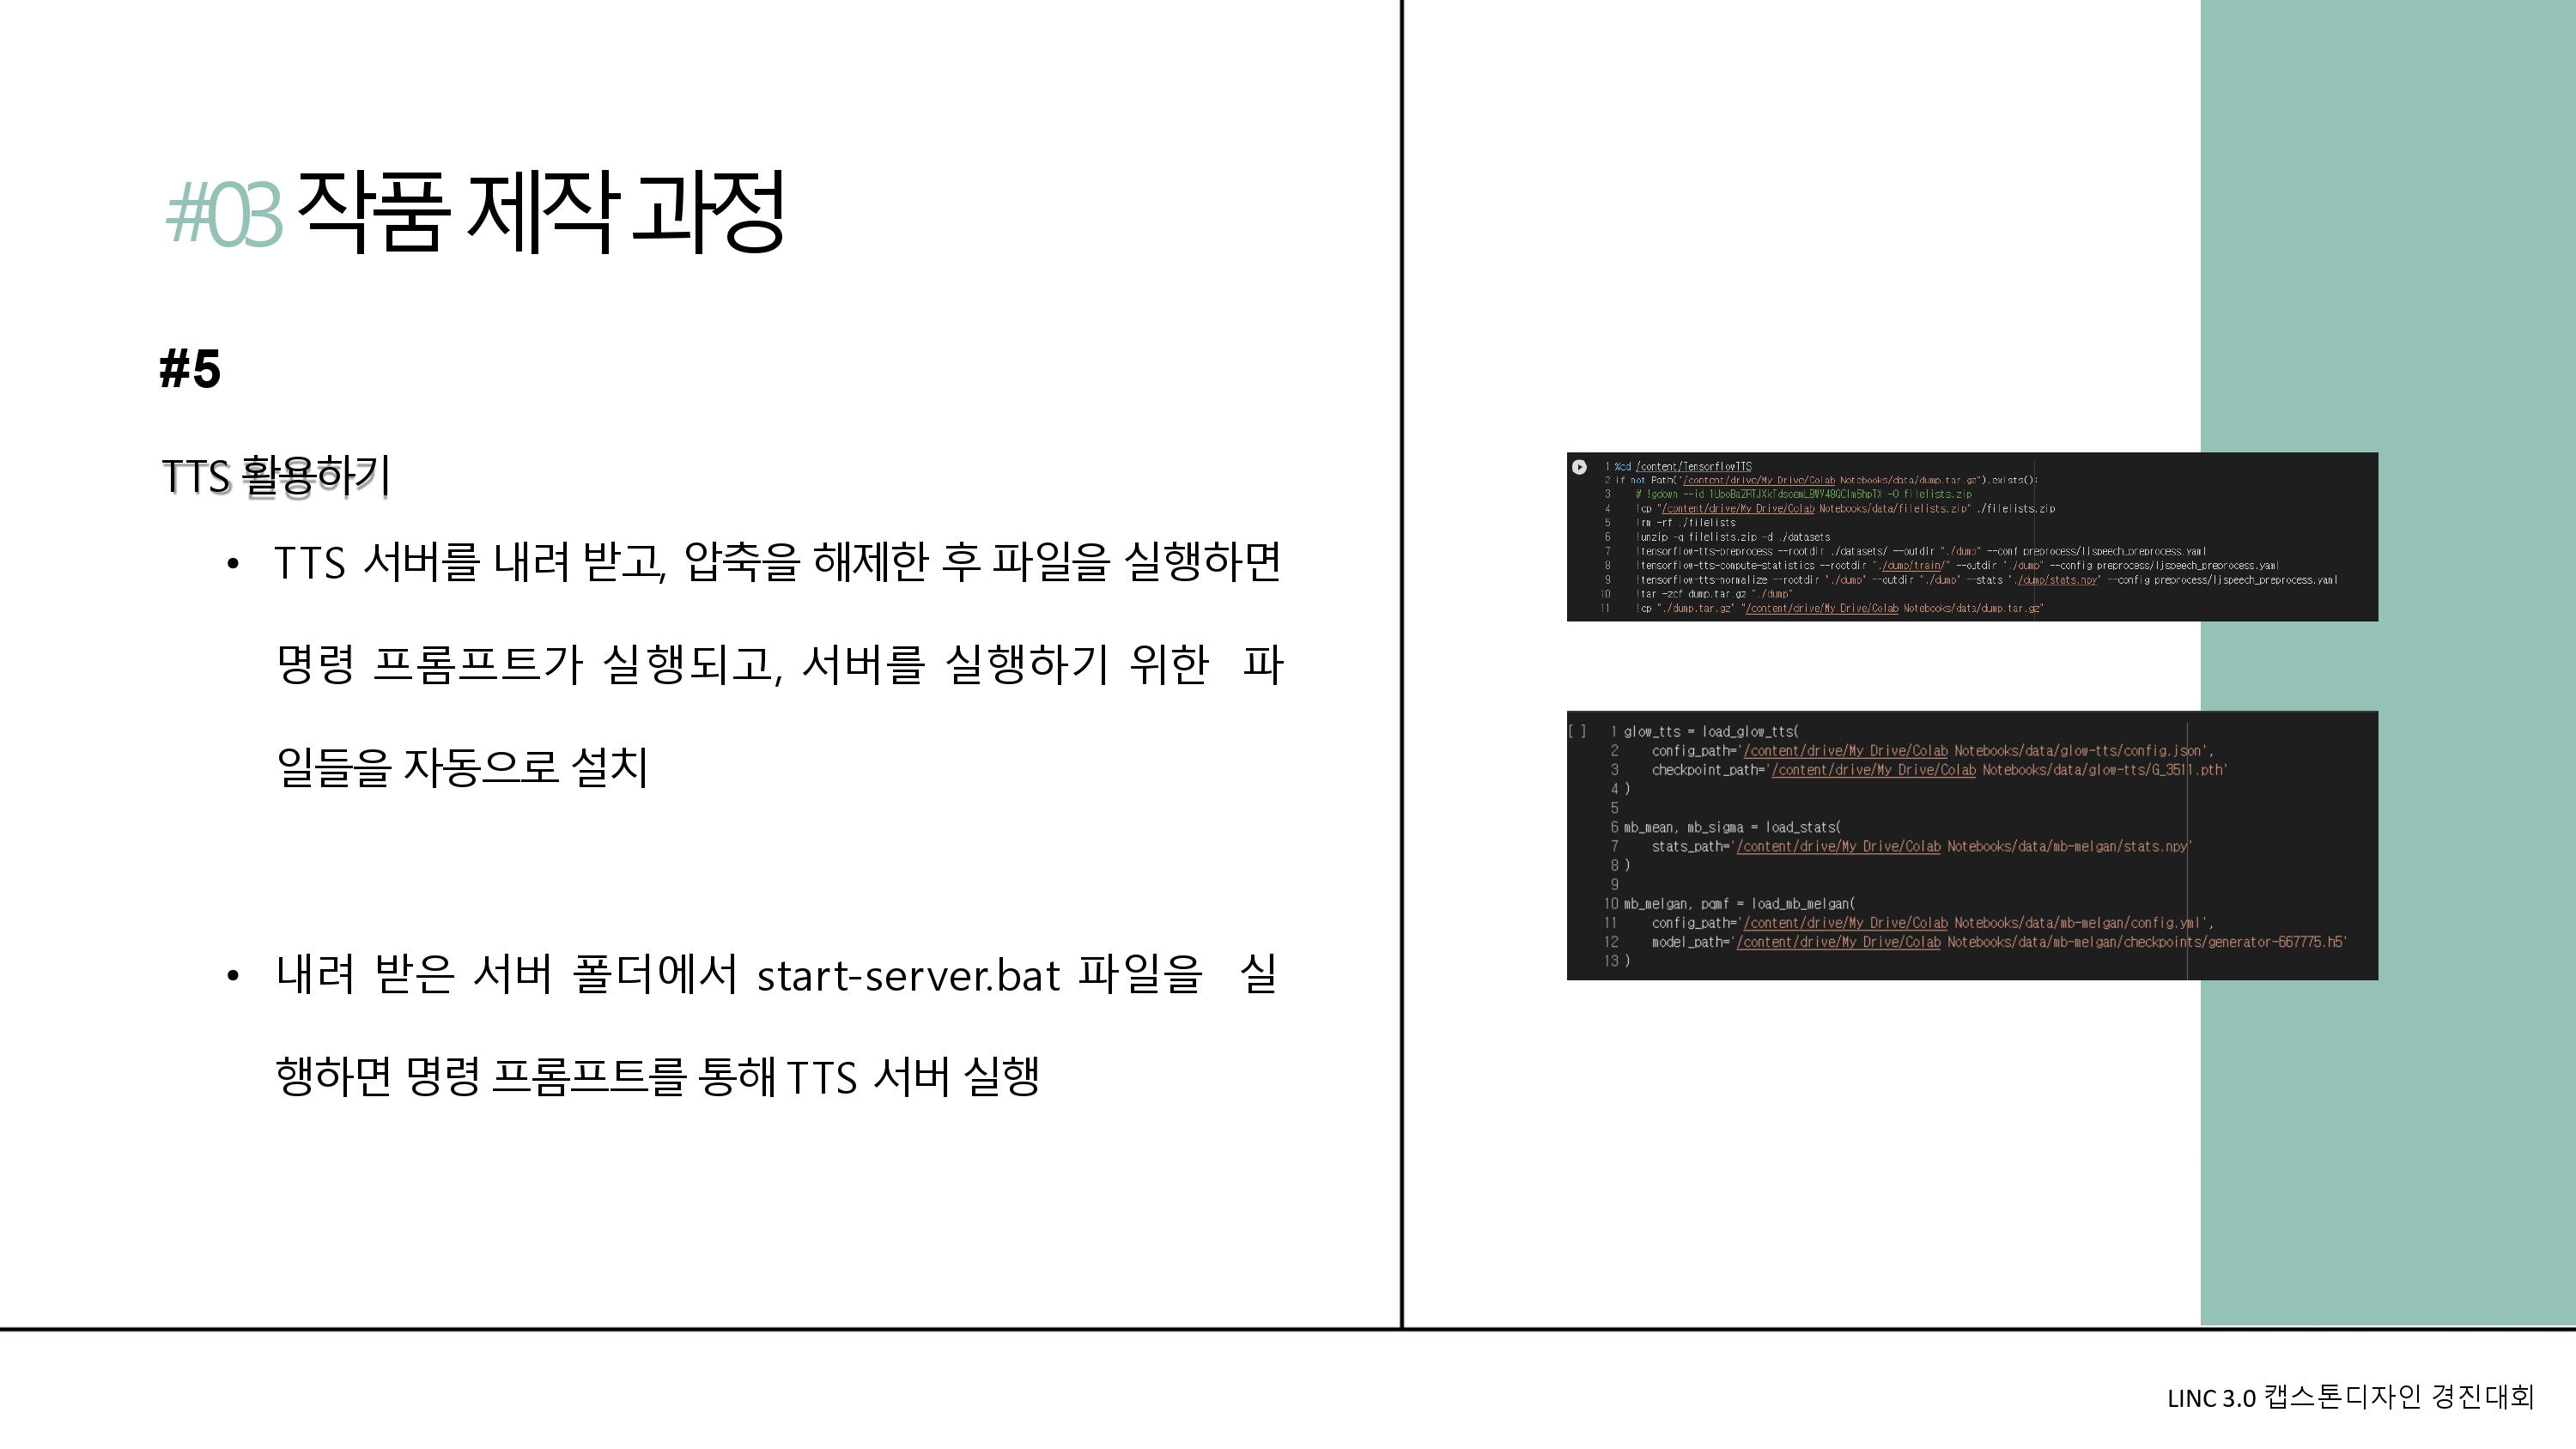 #03 작품 제작 과정
#5
TTS 활용하기
• TTS 서버를 내려 받고, 압축을 해제한 후 파일을 실행하면
명령 프롬프트가 실행되고, 서버를 실행하기 위한 파
일들을 자동으로 설치
• 내려 받은 서버 폴더에서 start-server.bat 파일을 실
행하면 명령 프롬프트를 통해 TTS 서버 실행
1 %cd /content/TensorflowTTS
2 if not Path("/content/drive/My Drive/Colab Notebooks/data/dump.tar.gz").exists():
3 # !gdown --id -O filelists.zip
4 !cp "/content/drive/My Drive/Colab Notebooks/data/filelists.zip" ./filelists.zip
5 !rm -rf ./filelists
6 !unzip -q filelists.zip -d ./datasets
7 !tensorflow-tts-preprocess --rootdir ./datasets/ --outdir "./dump" --conf preprocess/ljspeech_preprocess.yaml
8 !tensorflow-tts-compute-statistics --rootdir "./dump/train/" --outdir "./dump" --config preprocess/ljspeech_preprocess.yaml
9 !tensorflow-tts-normalize --rootdir "./dump" --outdir "./dump" --stats "./dump/stats.npy" --config preprocess/ljspeech_preprocess.yaml
10 !tar -zcf dump.tar.gz "./dump"
11 !cp "./dump.tar.gz" "/content/drive/My Drive/Colab Notebooks/data/dump.tar.gz"
[ ] 1 glow_tts = load_glow_tts(
2 config_path='/content/drive/My Drive/Colab Notebooks/data/glow-tts/config.json',
3 checkpoint_path='/content/drive/My Drive/Colab Notebooks/data/glow-tts/G_3511.pth'
4 )
5
6 mb_mean, mb_sigma = load_stats(
7 stats_path='/content/drive/My Drive/Colab Notebooks/data/mb-melgan/stats.npy'
8 )
9
10 mb_melgan, pqmf = load_mb_melgan(
11 config_path='/content/drive/My Drive/Colab Notebooks/data/mb-melgan/config.yml',
12 model_path='/content/drive/My Drive/Colab Notebooks/data/mb-melgan/checkpoints/generator-667775.h5'
13 )
LINC 3.0 캡스톤디자인 경진대회